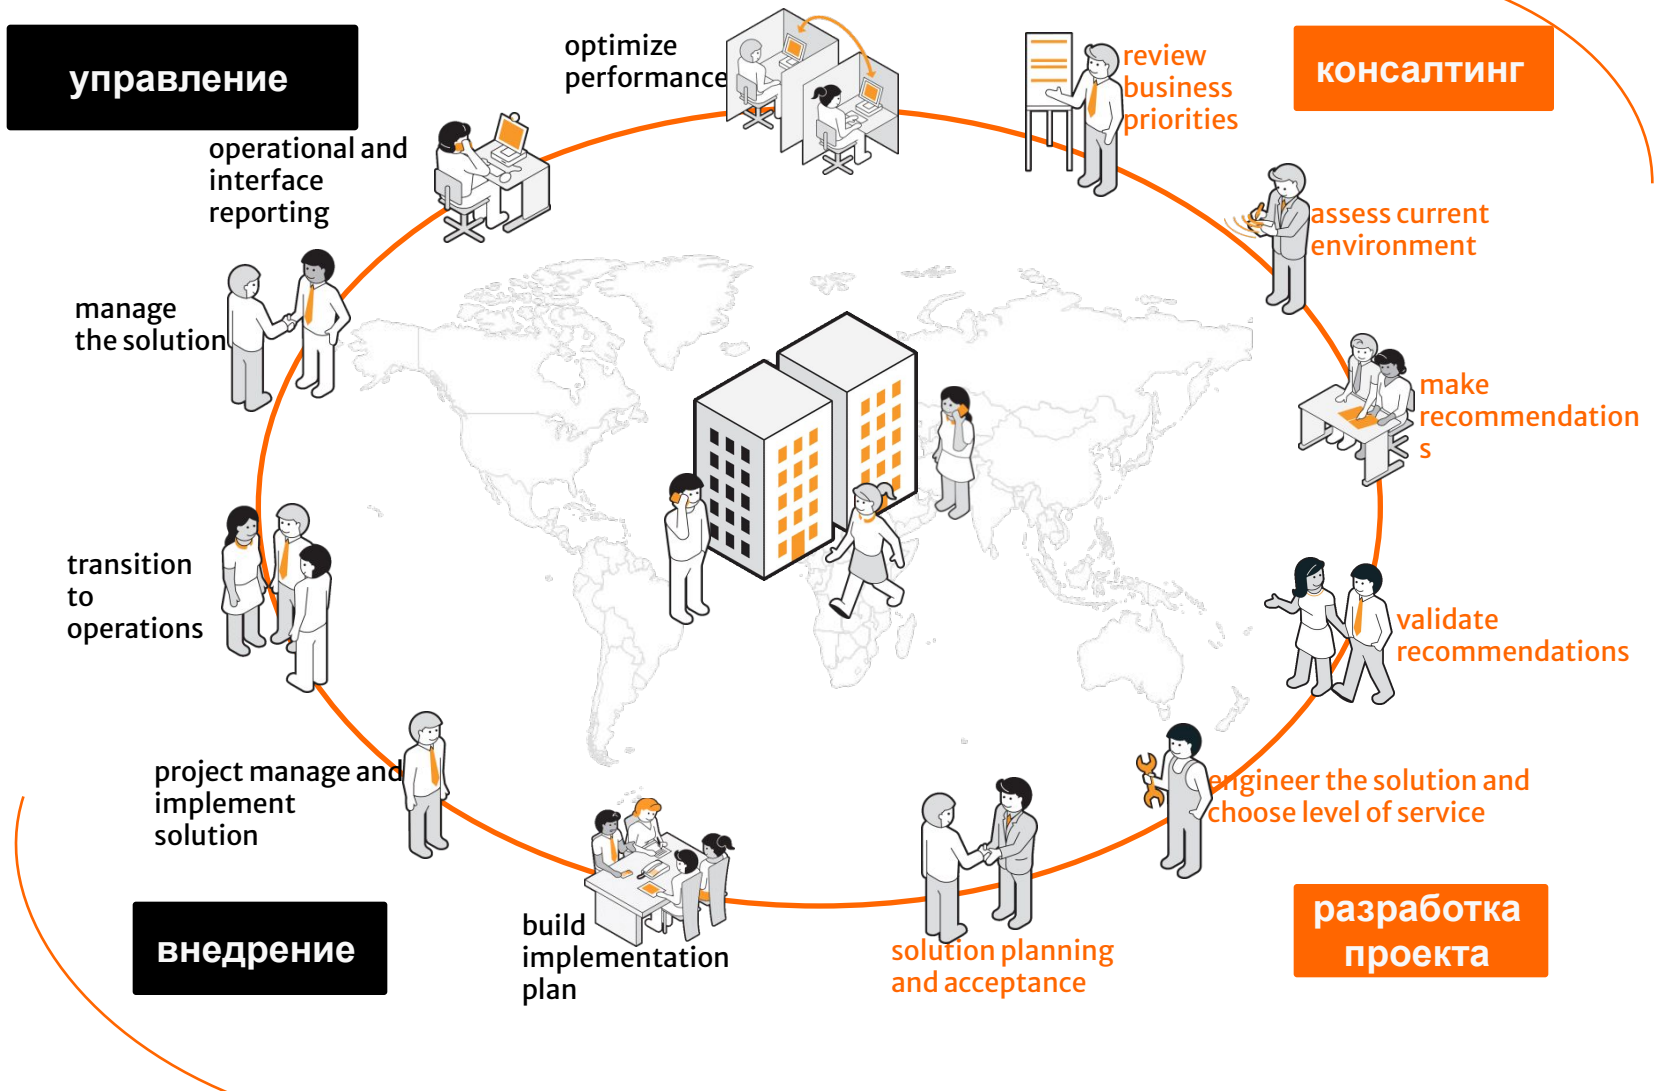 управление
optimize
performance
review
business
priorities
консалтинг
operational and
interface
reporting
assess current
environment
manage
the solution
make
recommendation
s
transition
to
operations
validate
recommendations
project manage and
implement
solution
engineer the solution and
choose level of service
внедрение
build
implementation
plan
solution planning
and acceptance
разработка
проекта